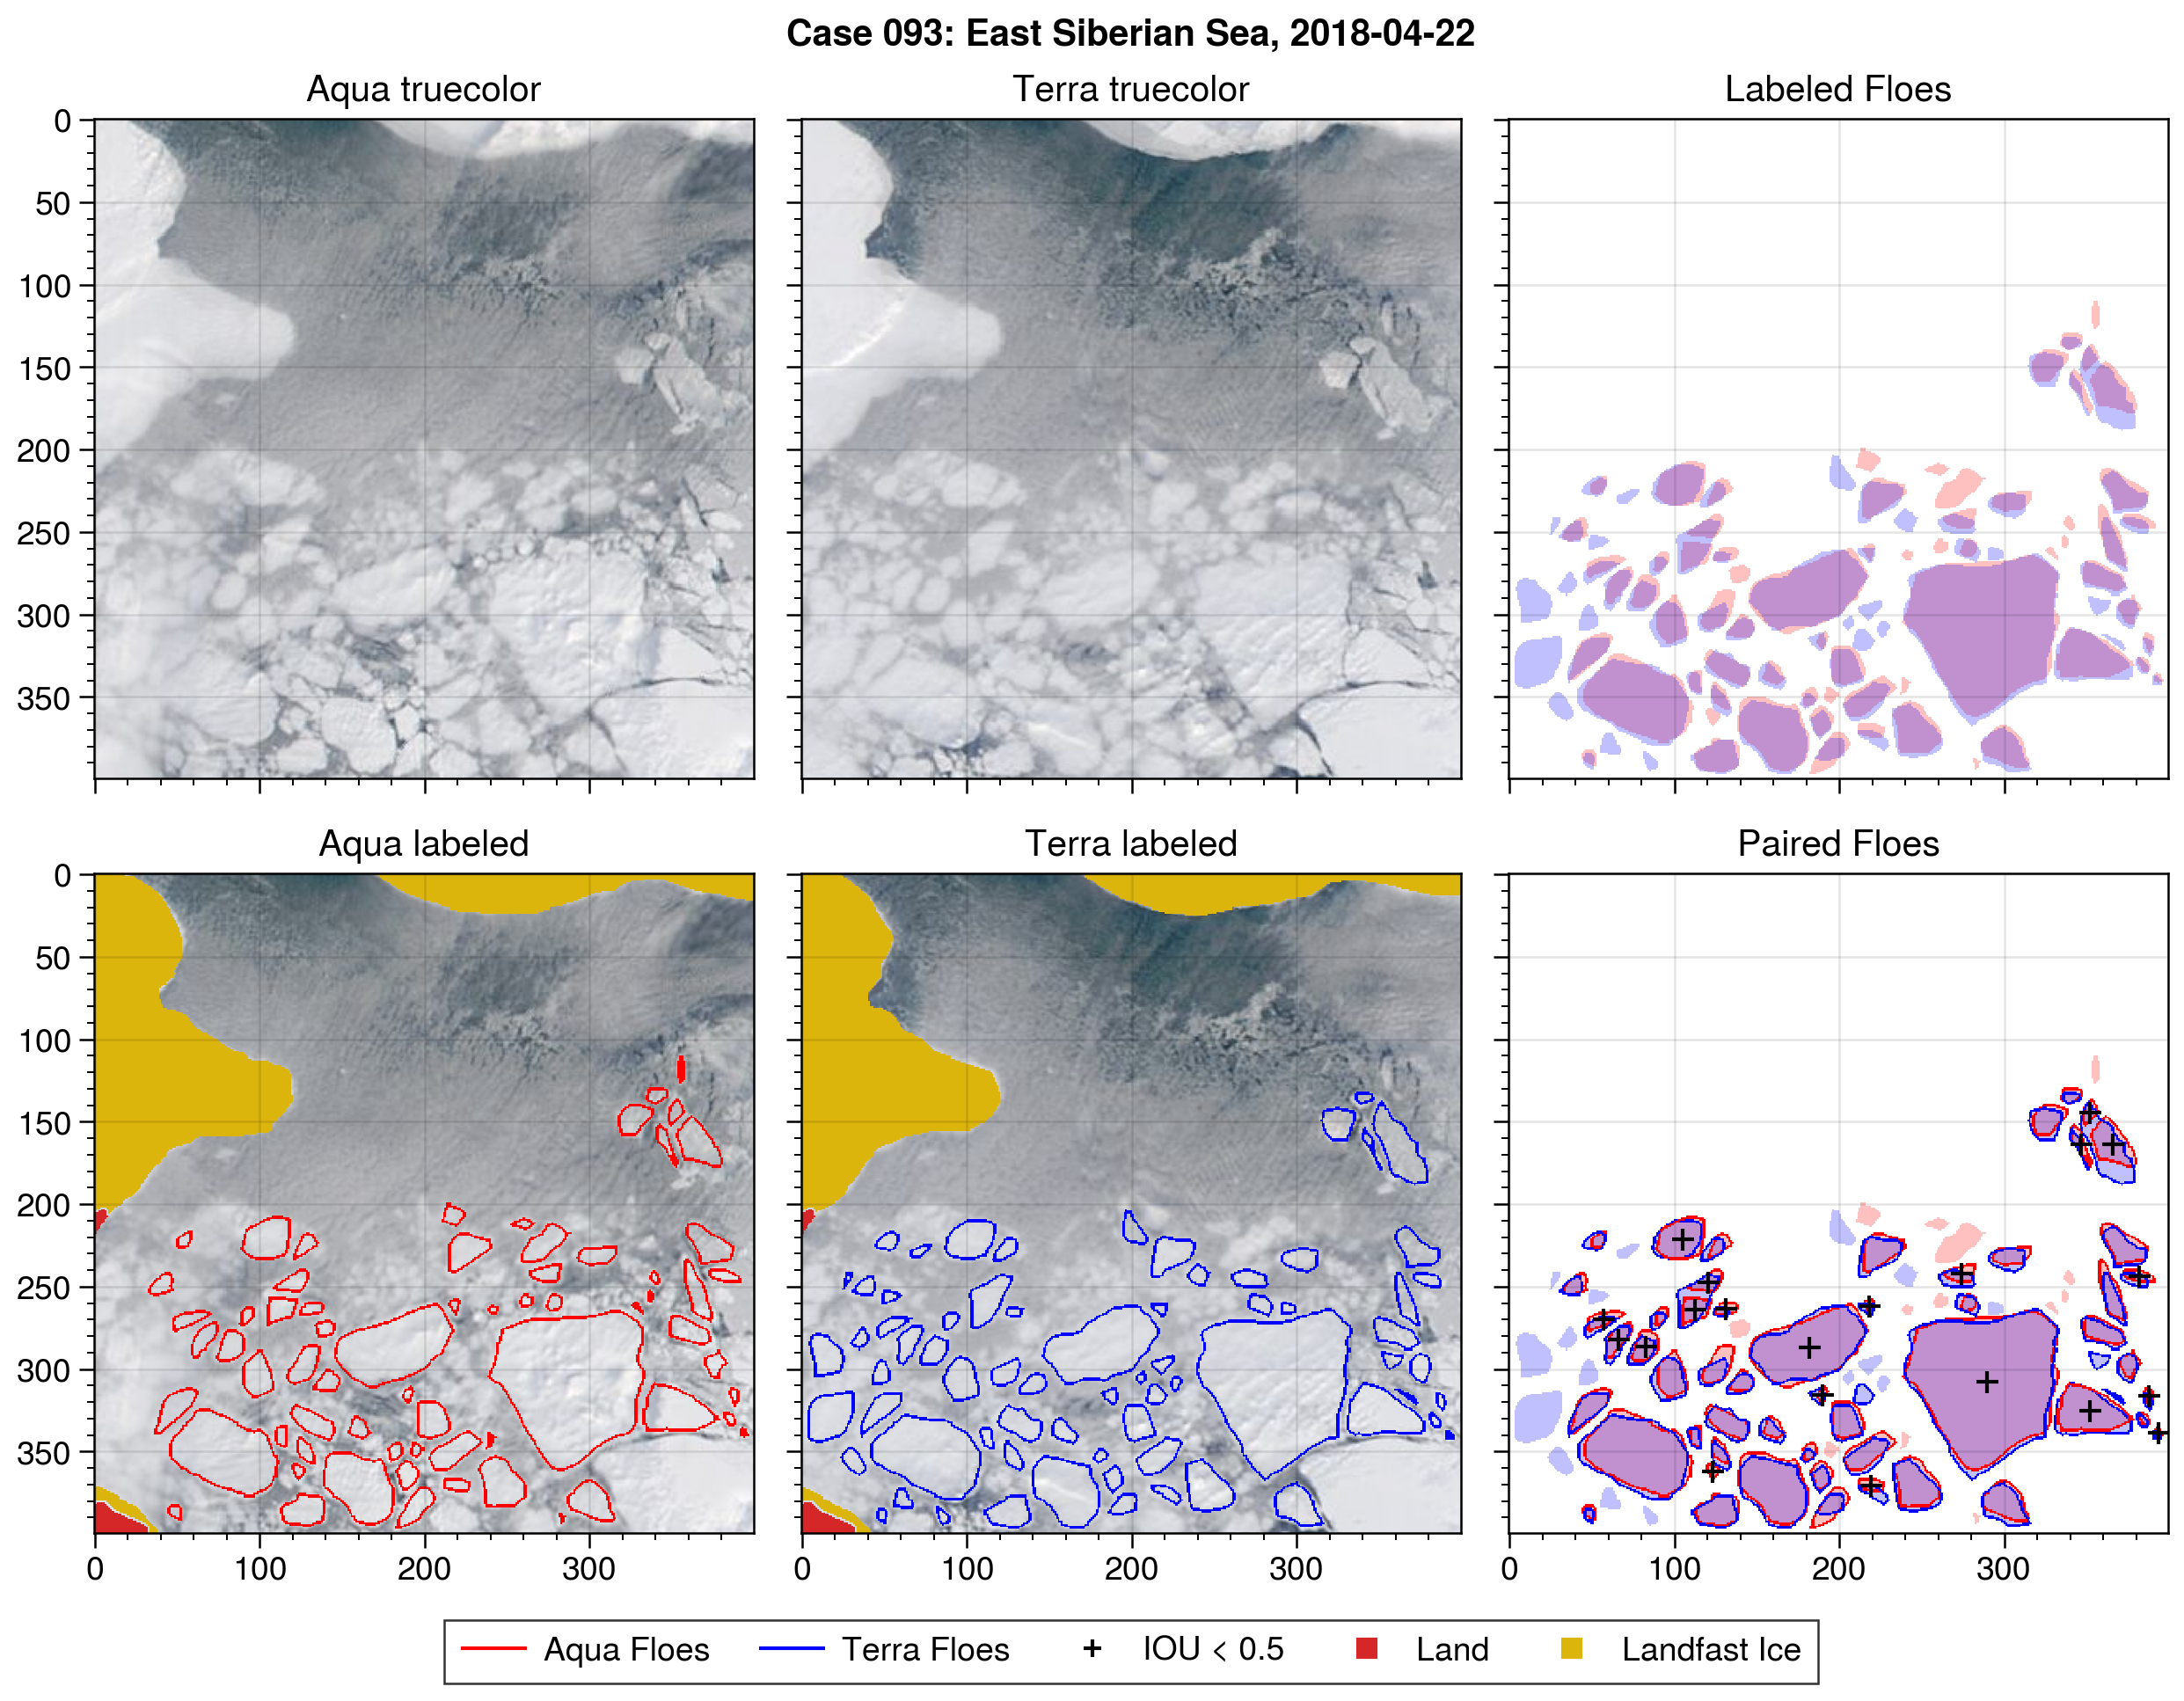 Case 093: East Siberian Sea, 2018-04-22
Aqua truecolor
Terra truecolor
Labeled Floes
0
50
100
150
200
250
300
350
Aqua labeled
Terra labeled
Paired Floes
0
50
100
150
200
250
300
350
0 100 200 300
0 100 200 300
0 100 200 300
Aqua Floes
Terra Floes
+ IOU < 0.5
Land
Landfast Ice